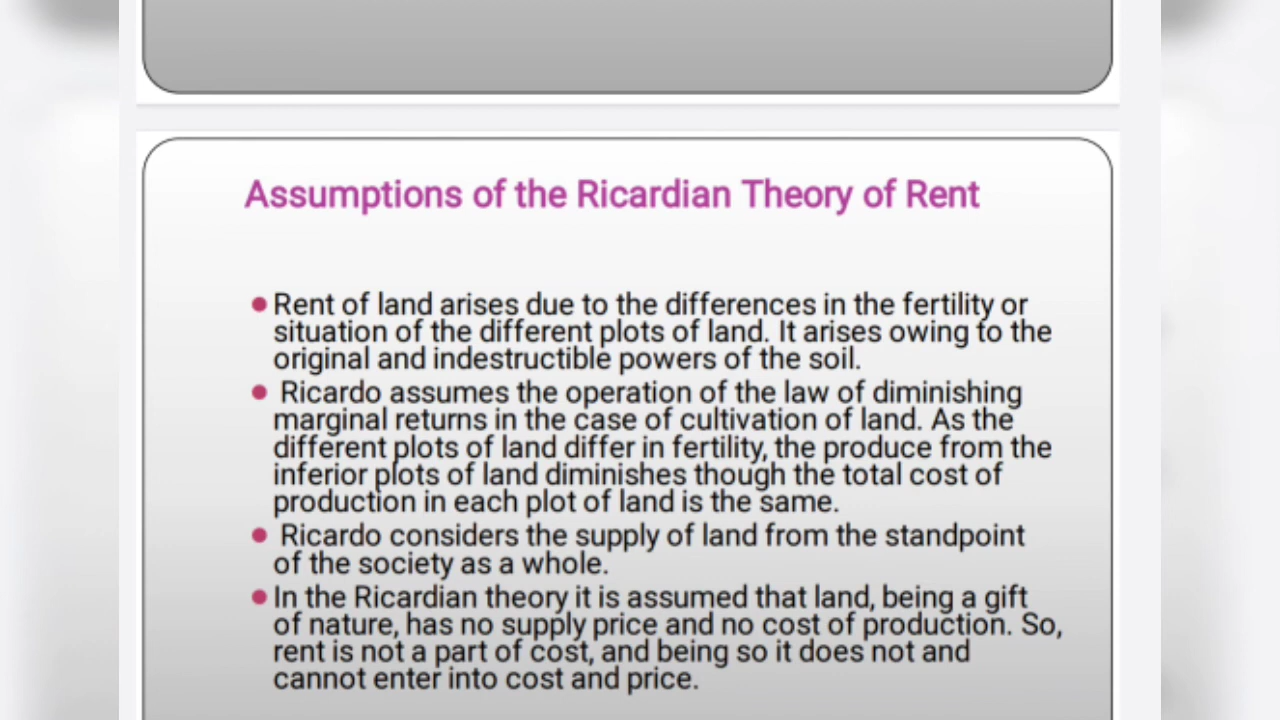 Assumptions of the Ricardian Theory of Rent
●Rent of land arises due to the differences in the fertility or
situation of the different plots of land. It arises owing to the
original and indestructible powers of the soil.
● Ricardo assumes the operation of the law of diminishing
marginal returns in the case of cultivation of land. As the
different plots of land differ in fertility, the produce from the
inferior plots of land diminishes though the total cost of
production in each plot of land is the same.
● Ricardo considers the supply of land from the standpoint
of the society as a whole.
●In the Ricardian theory it is assumed that land, being a gift
of nature, has no supply price and no cost of production. So,
rent is not a part of cost, and being so it does not and
cannot enter into cost and price.